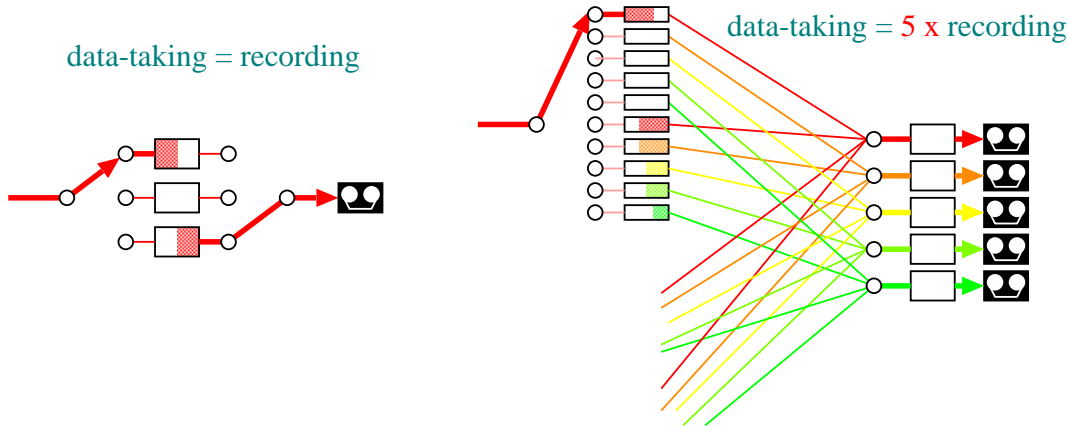 data-taking = recording
data-taking = 5 x recording